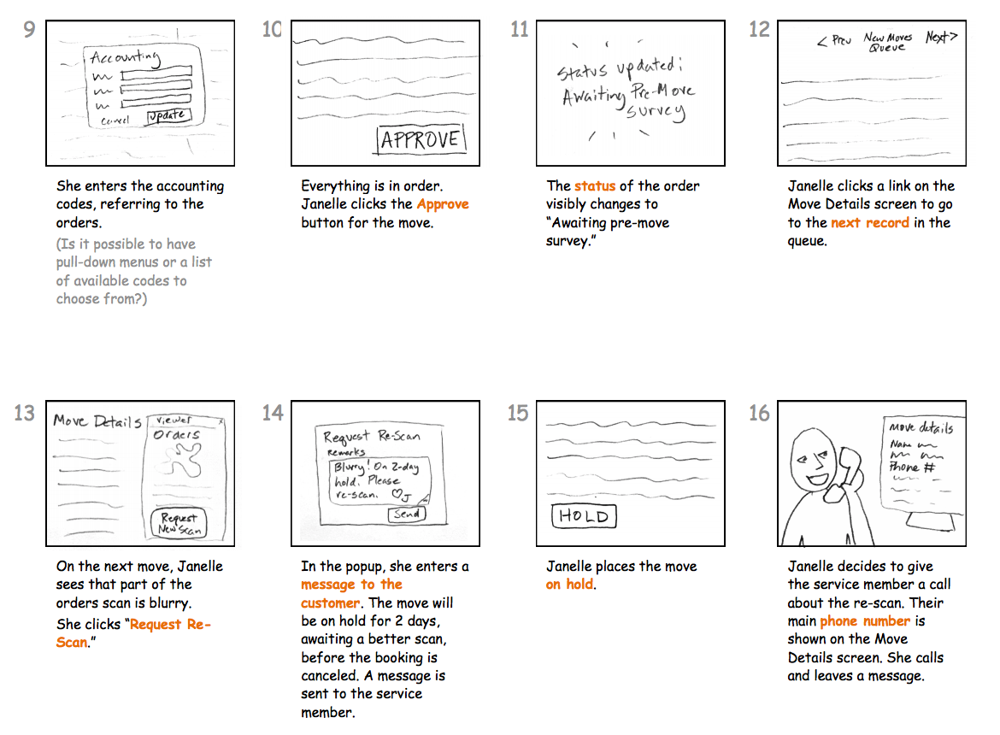 9
Accounting
Cancel Update
She enters the accounting
codes, referring to the
orders.
(Is it possible to have
pull-down menus or a list
of available codes to
choose from?)
10
APPROVE
Everything is in order.
Janelle clicks the Approve
button for the move.
11
Status updated:
Awaiting Pre-Move
survey
The status of the order
visibly changes to
“Awaiting pre-move
survey.”
12
< Prev New Moves Next >
Queue
Janelle clicks a link on the
Move Details screen to go
to the next record in the
queue.
13
Move Details
Viewer x
Orders
Request
New Scan
On the next move, Janelle
sees that part of the
orders scan is blurry.
She clicks “Request Re-
Scan.”
14
Request Re-Scan
Remarks
Blurry! On 2-day
hold. Please
re-scan. ♡J
Send
In the popup, she enters a
message to the
customer. The move will
be on hold for 2 days,
awaiting a better scan,
before the booking is
canceled. A message is
sent to the service
member.
15
HOLD
Janelle places the move
on hold.
16
Move details
Name
Phone #
Janelle decides to give
the service member a call
about the re-scan. Their
main phone number is
shown on the Move
Details screen. She calls
and leaves a message.